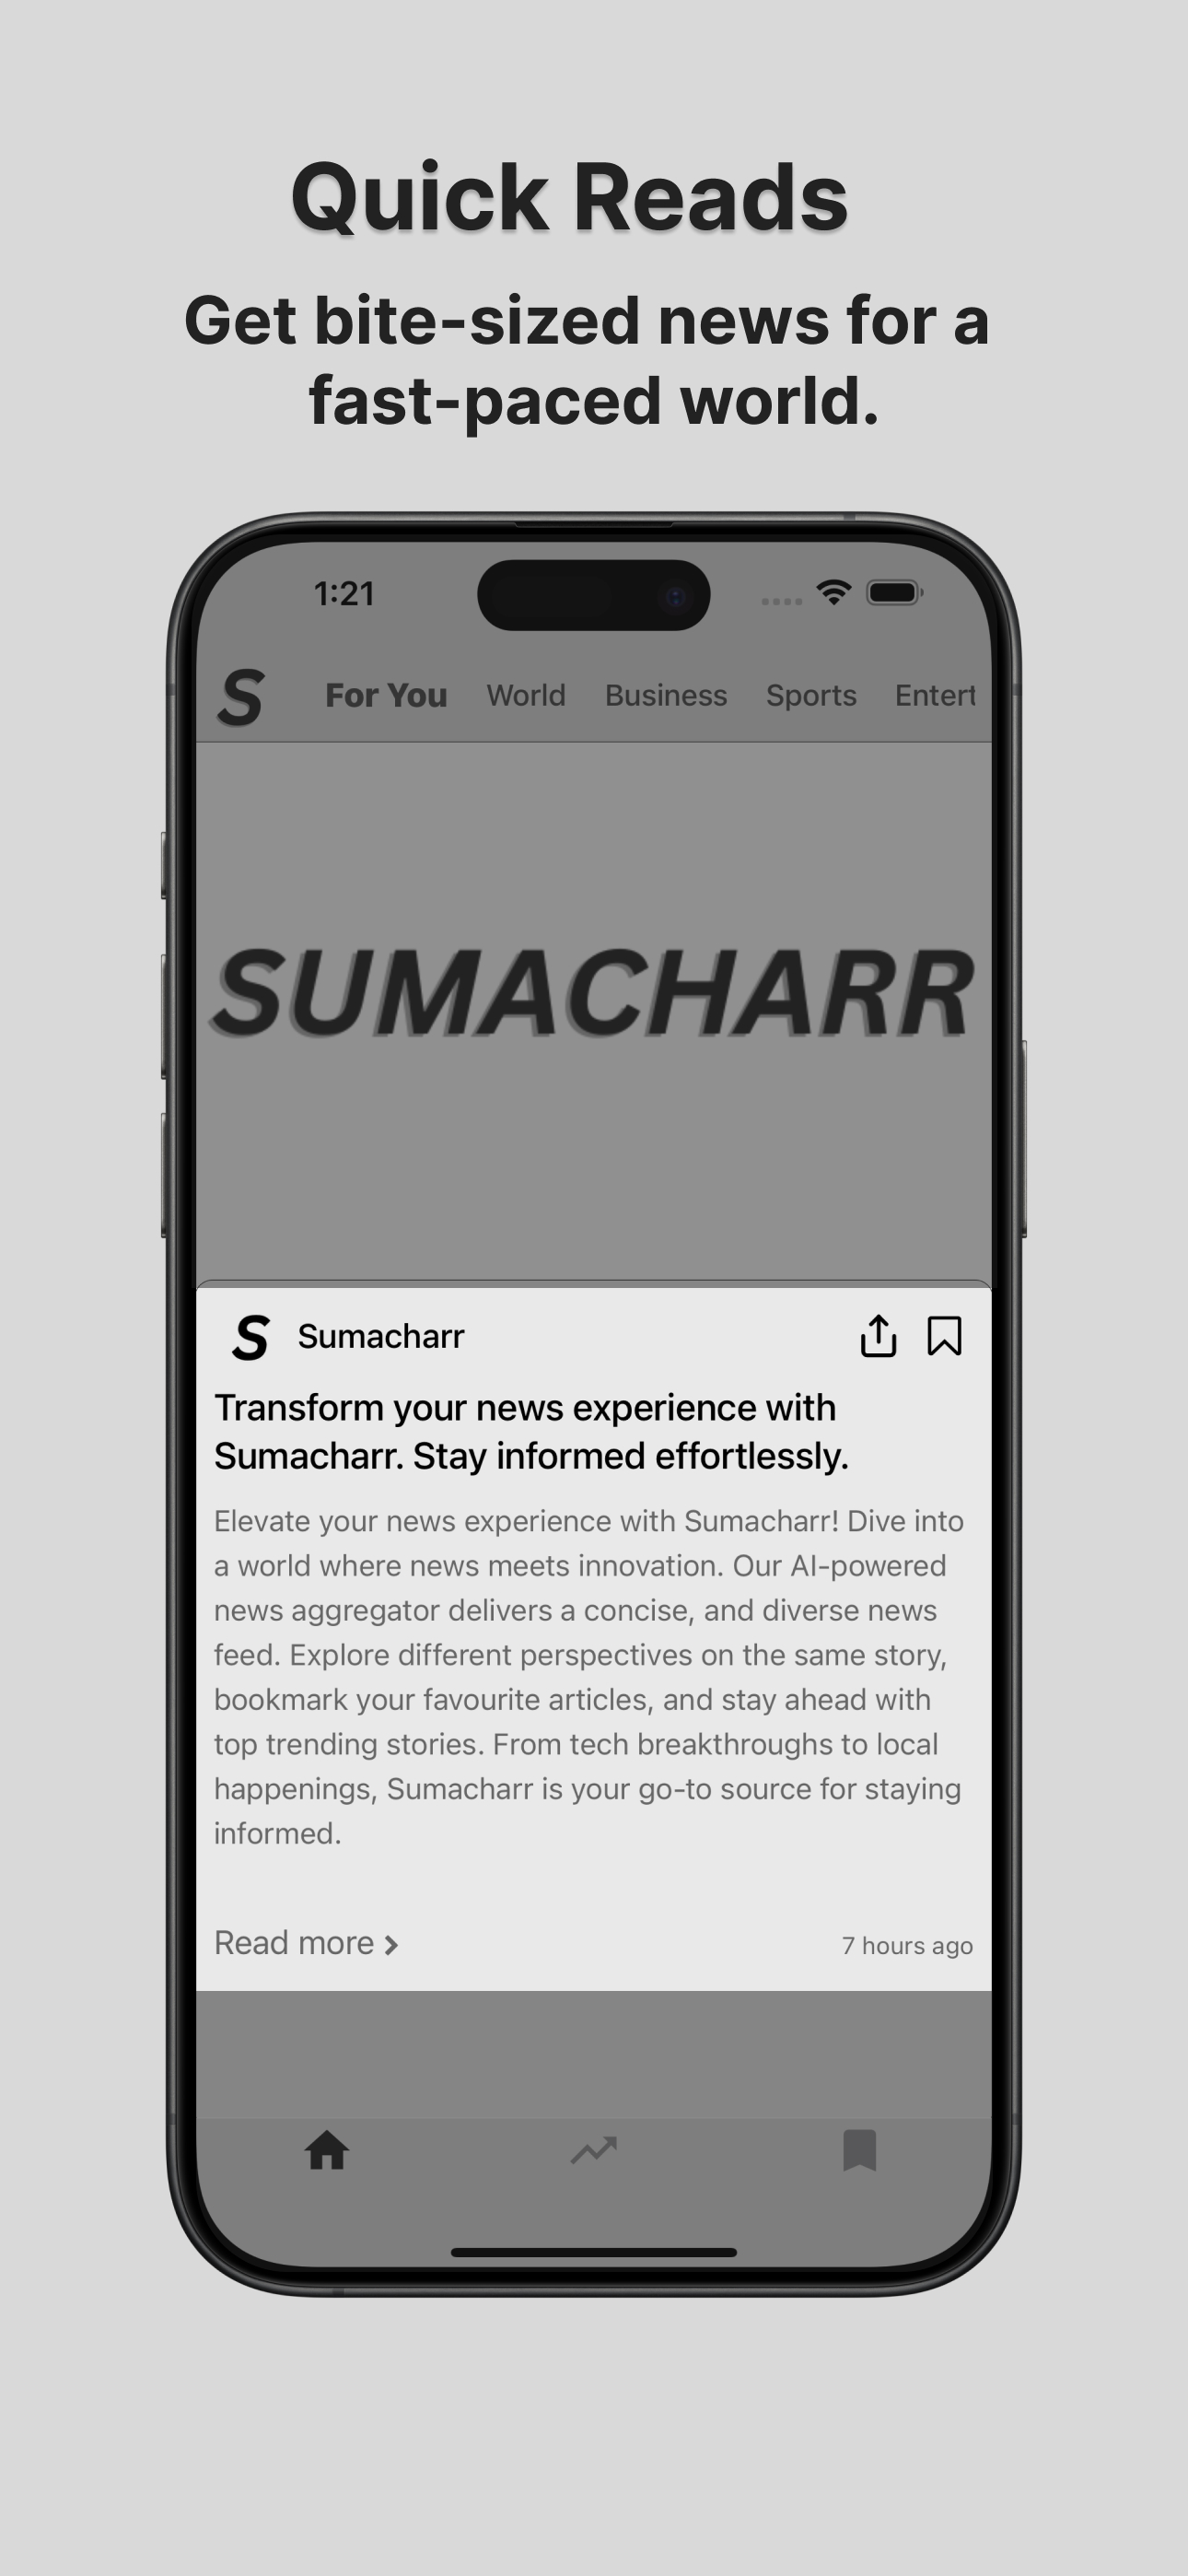 Quick Reads
Get bite-sized news for a
fast-paced world.
1:21
S For You World Business Sports Entert
SUMACHARR
S Sumacharr
Transform your news experience with
Sumacharr. Stay informed effortlessly.
Elevate your news experience with Sumacharr! Dive into
a world where news meets innovation. Our AI-powered
news aggregator delivers a concise, and diverse news
feed. Explore different perspectives on the same story,
bookmark your favourite articles, and stay ahead with
top trending stories. From tech breakthroughs to local
happenings, Sumacharr is your go-to source for staying
informed.
Read more 7 hours ago